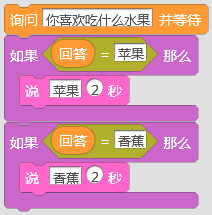 询问 你喜欢吃什么水果 并等待
如果 回答 = 苹果 那么
说 苹果 2 秒
如果 回答 = 香蕉 那么
说 香蕉 2 秒